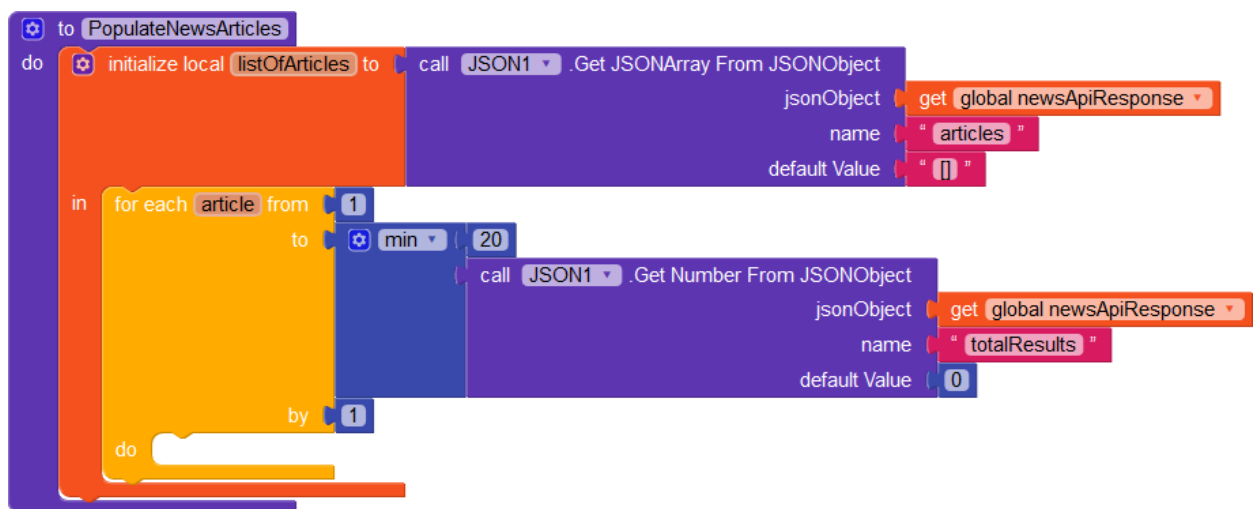 to PopulateNewsArticles
do initialize local listOfArticles to call JSON1 .Get JSONArray From JSONObject
jsonObject get global newsApiResponse
name “ articles ”
default Value “ [] ”
in for each article from 1
to min 20
call JSON1 .Get Number From JSONObject
jsonObject get global newsApiResponse
name “ totalResults ”
default Value 0
by 1
do